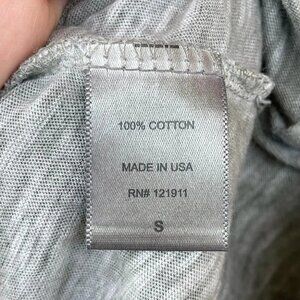 100% COTTON
MADE IN USA
RN# 121911
S